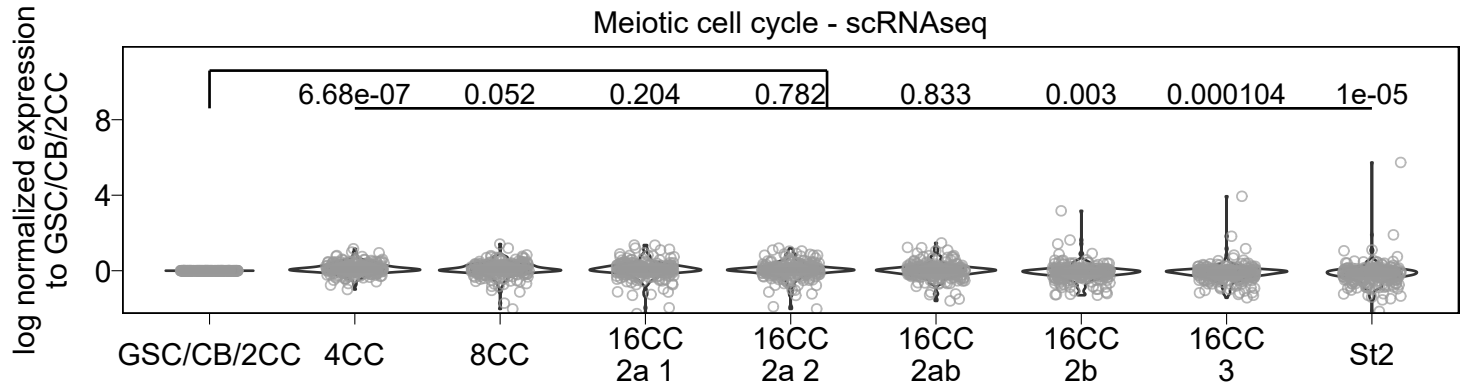 Meiotic cell cycle - scRNAseq
log normalized expression
to GSC/CB/2CC
6.68e-07 0.052 0.204 0.782 0.833 0.003 0.000104 1e-05
8
4
0
GSC/CB/2CC 4CC 8CC 16CC 2a 1 16CC 2a 2 16CC 2ab 16CC 2b 16CC 3 St2